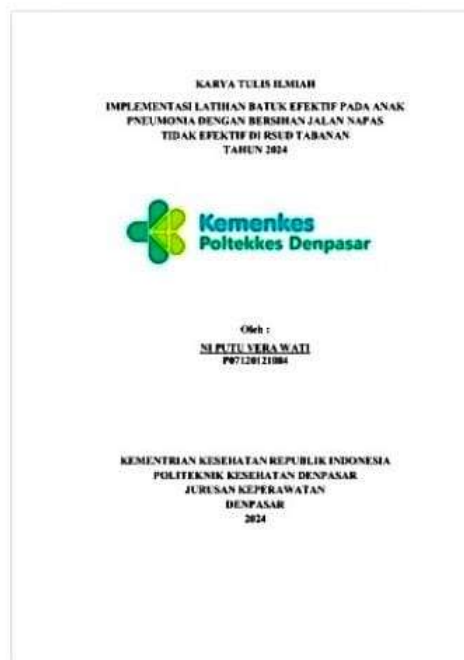 KARYA TULIS ILMIAH
IMPLEMENTASI LATIHAN BATUK EFEKTIF PADA ANAK
PNEUMONIA DENGAN BERSIHAN JALAN NAPAS
TIDAK EFEKTIF DI RSUD TABANAN
TAHUN 2024
Kemenkes
Poltekkes Denpasar
Oleh :
NI PUTU VERA WATI
P07120121084
KEMENTRIAN KESEHATAN REPUBLIK INDONESIA
POLITEKNIK KESEHATAN DENPASAR
JURUSAN KEPERAWATAN
DENPASAR
2024